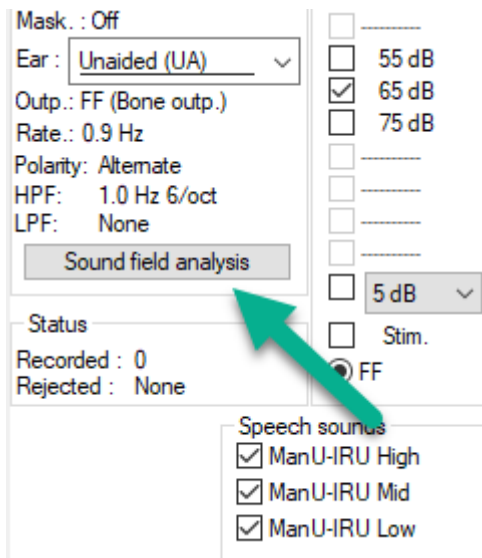 Mask. : Off
Ear : Unaided (UA)
Outp.: FF (Bone outp.)
Rate.: 0.9 Hz
Polarity: Alternate
HPF: 1.0 Hz 6/oct
LPF: None
Sound field analysis
Status
Recorded : 0
Rejected : None
----------
55 dB
65 dB
75 dB
----------
----------
----------
----------
5 dB
Stim.
FF
Speech sounds
ManU-IRU High
ManU-IRU Mid
ManU-IRU Low